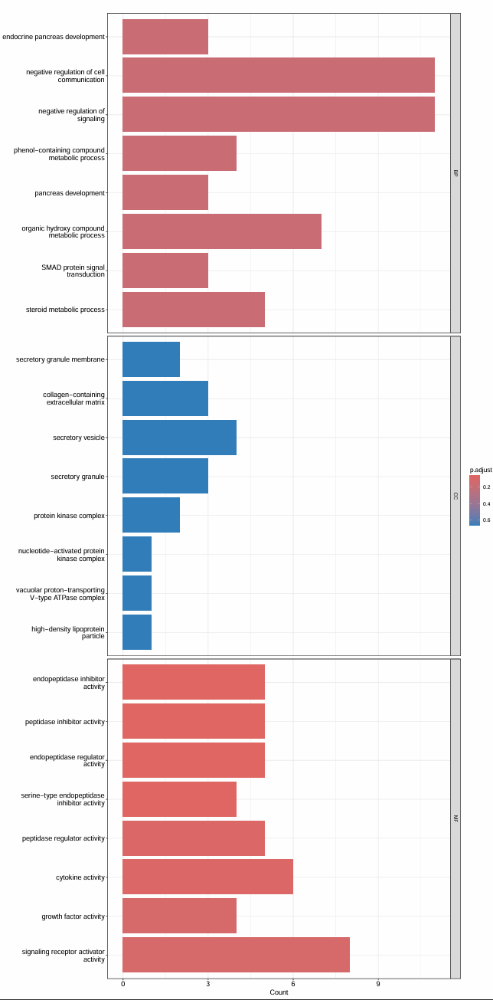 endocrine pancreas development
negative regulation of cell
communication
negative regulation of
signaling
phenol−containing compound
metabolic process
pancreas development
organic hydroxy compound
metabolic process
SMAD protein signal
transduction
steroid metabolic process
BP
secretory granule membrane
collagen−containing
extracellular matrix
secretory vesicle
secretory granule
protein kinase complex
nucleotide−activated protein
kinase complex
vacuolar proton−transporting
V−type ATPase complex
high−density lipoprotein
particle
CC
p.adjust
0.2
0.4
0.6
endopeptidase inhibitor
activity
peptidase inhibitor activity
endopeptidase regulator
activity
serine−type endopeptidase
inhibitor activity
peptidase regulator activity
cytokine activity
growth factor activity
signaling receptor activator
activity
MF
0 3 6 9
Count